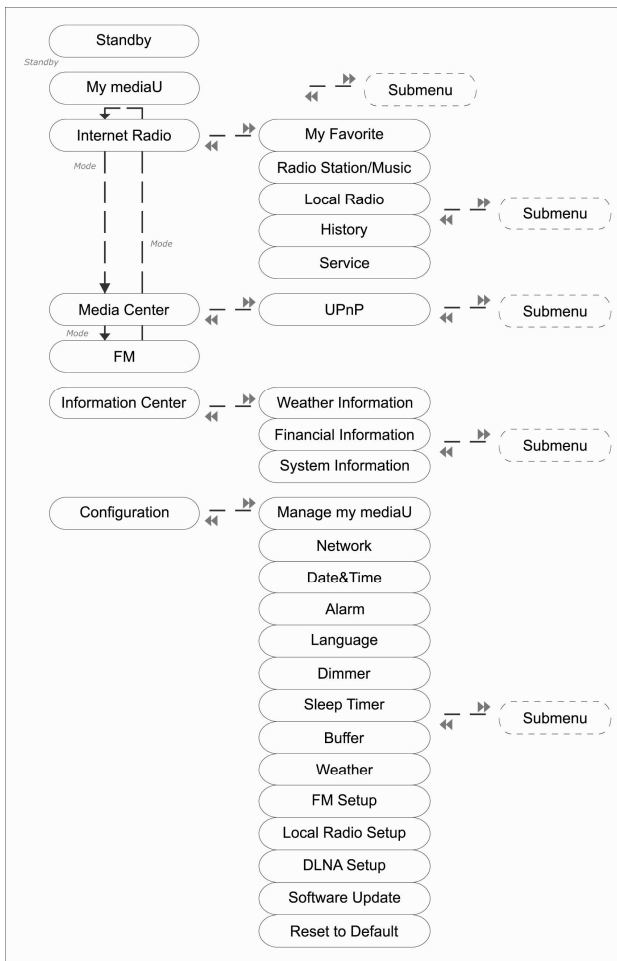 Standby
Standby
My mediaU
Submenu
Internet Radio
My Favorite
Mode
Radio Station/Music
Local Radio
Submenu
History
Mode
Service
Media Center
UPnP
Submenu
Mode
FM
Information Center
Weather Information
Financial Information
Submenu
System Information
Configuration
Manage my mediaU
Network
Date&Time
Alarm
Language
Dimmer
Sleep Timer
Submenu
Buffer
Weather
FM Setup
Local Radio Setup
DLNA Setup
Software Update
Reset to Default